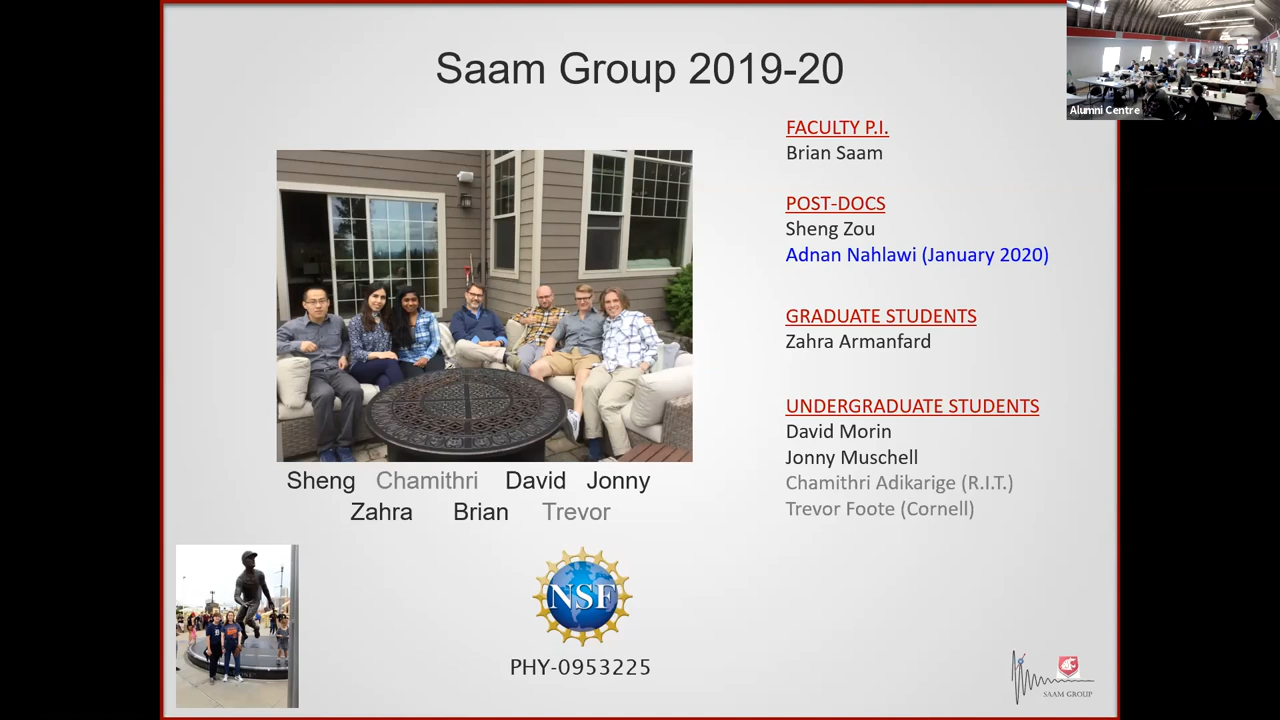 Saam Group 2019-20
Alumni Centre
FACULTY P.I.
Brian Saam
POST-DOCS
Sheng Zou
Adnan Nahlawi (January 2020)
GRADUATE STUDENTS
Zahra Armanfard
UNDERGRADUATE STUDENTS
David Morin
Jonny Muschell
Chamithri Adikarige (R.I.T.)
Trevor Foote (Cornell)
Sheng Chamithri David Jonny
Zahra Brian Trevor
NSF
PHY-0953225
SAAM GROUP